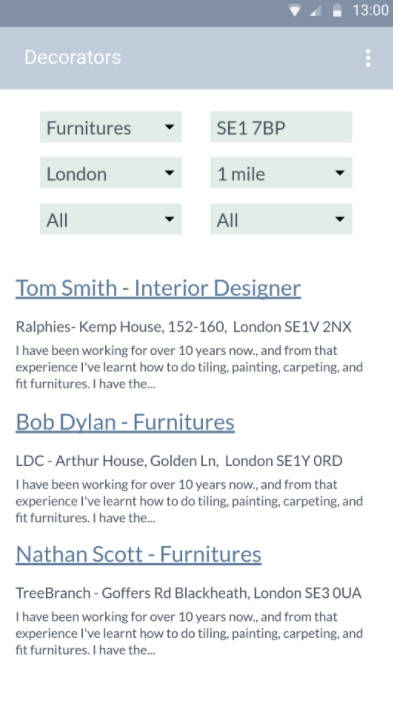 13:00
Decorators
Furnitures
SE1 7BP
London
1 mile
All
All
Tom Smith - Interior Designer
Ralphies- Kemp House, 152-160, London SE1V 2NX
I have been working for over 10 years now., and from that
experience I've learnt how to do tiling, painting, carpeting, and
fit furnitures. I have the...
Bob Dylan - Furnitures
LDC - Arthur House, Golden Ln, London SE1Y 0RD
I have been working for over 10 years now., and from that
experience I've learnt how to do tiling, painting, carpeting, and
fit furnitures. I have the...
Nathan Scott - Furnitures
TreeBranch - Goffers Rd Blackheath, London SE3 0UA
I have been working for over 10 years now., and from that
experience I've learnt how to do tiling, painting, carpeting, and
fit furnitures. I have the...